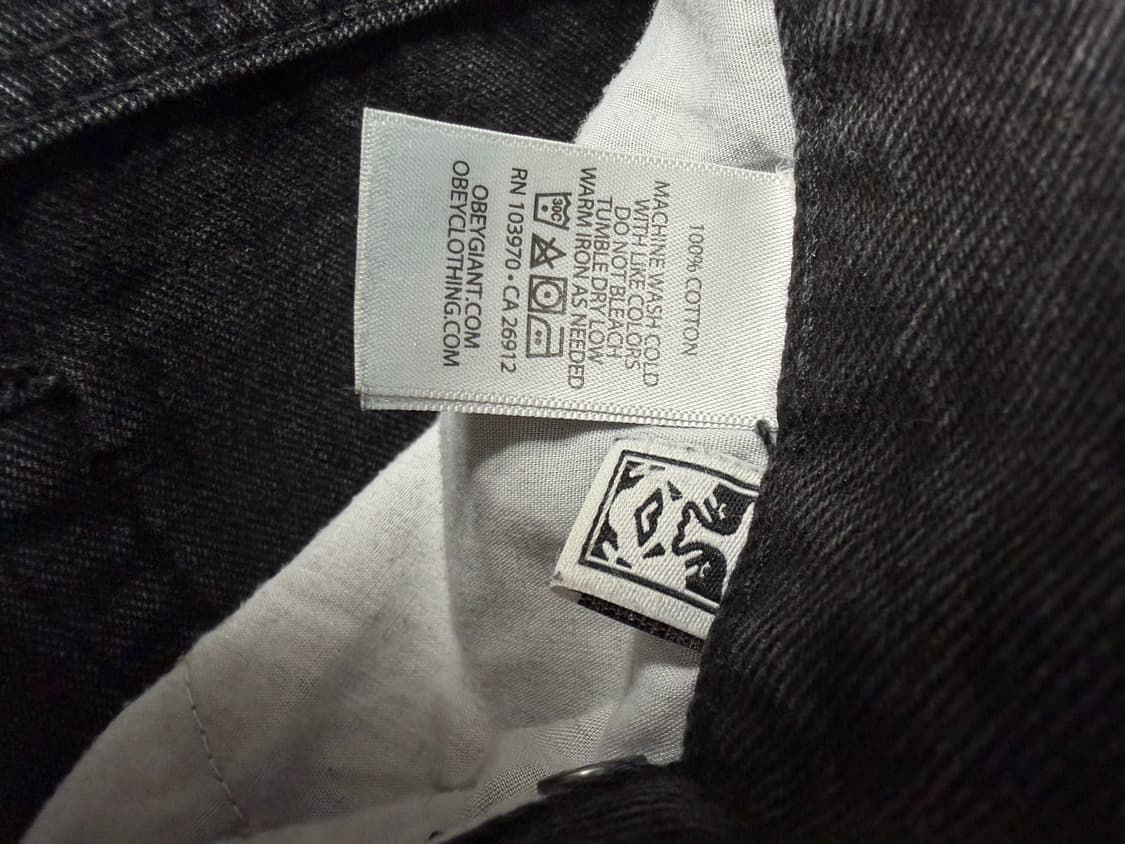 100% COTTON
MACHINE WASH COLD
WITH LIKE COLORS
DO NOT BLEACH
TUMBLE DRY LOW
WARM IRON AS NEEDED
30C
RN 103970 • CA 26912
OBEYGIANT.COM
OBEYCLOTHING.COM